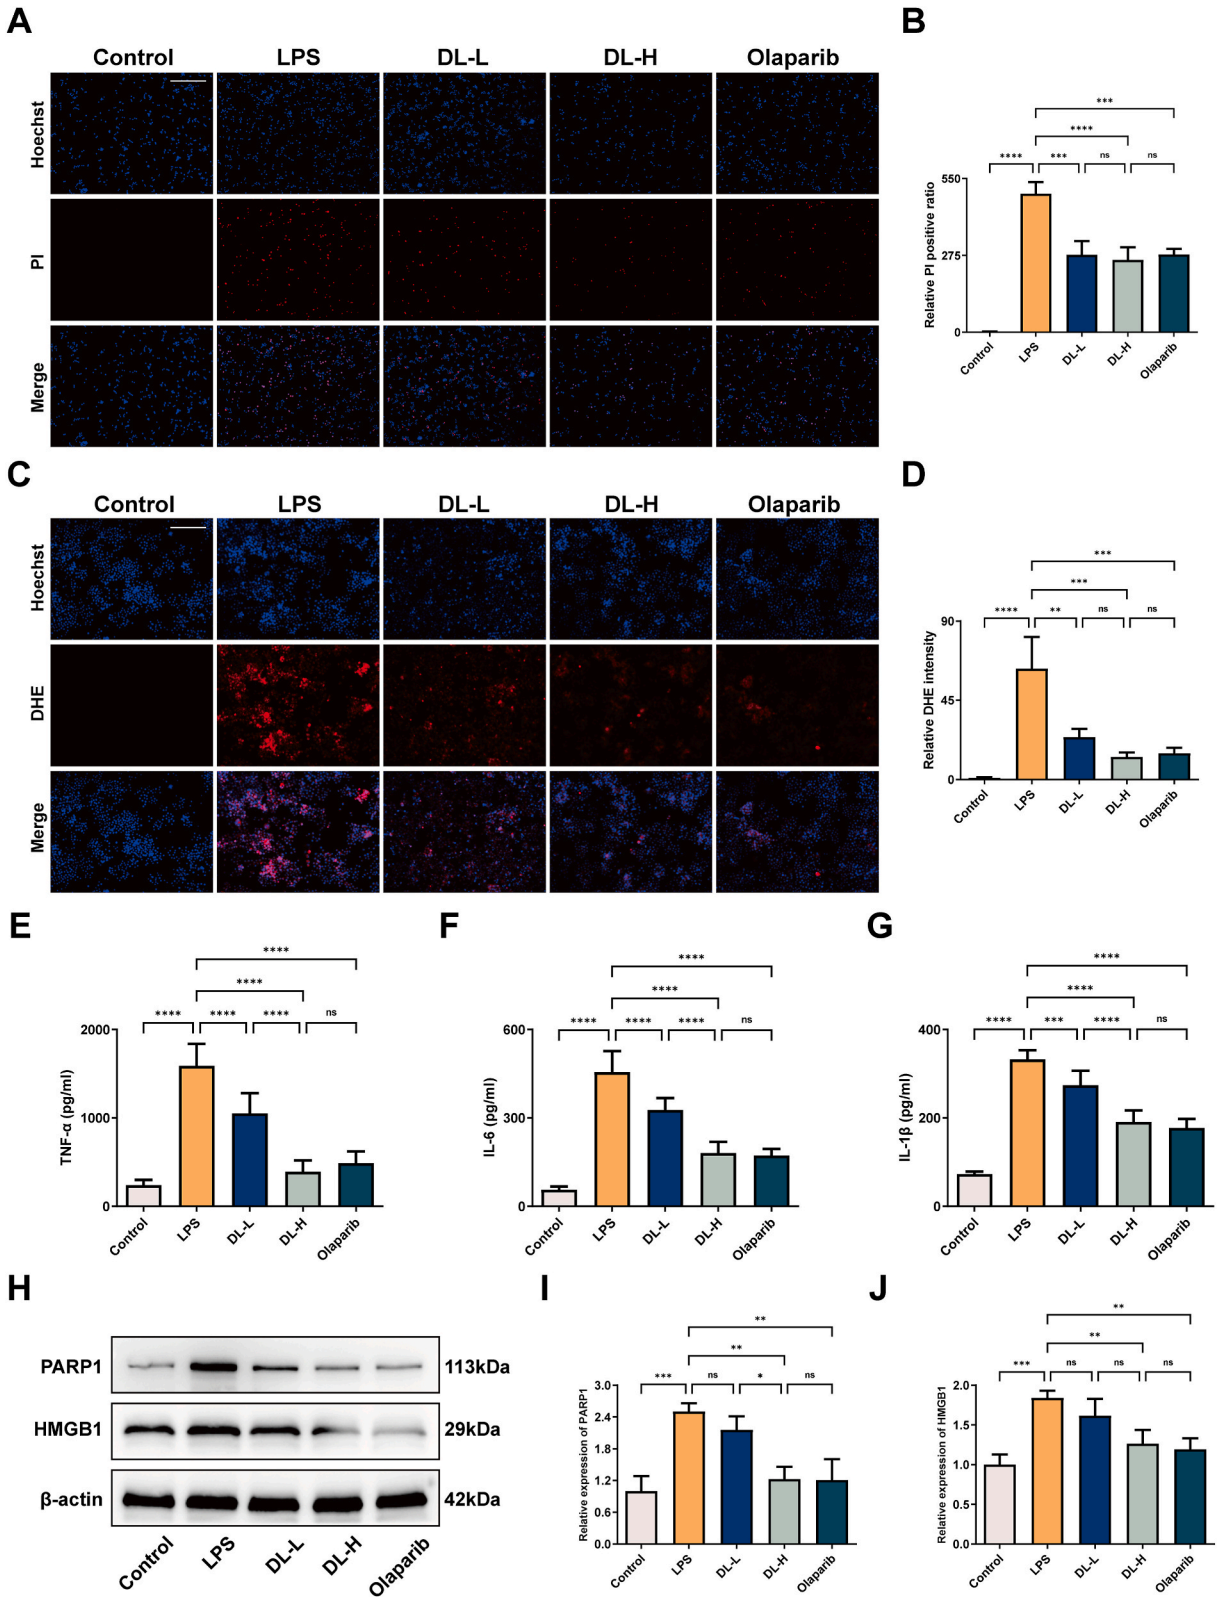 A
Control LPS DL-L DL-H Olaparib
Hoechst
PI
Merge
B
***
****
**** *** ns ns
550
275
0
Relative PI positive ratio
Control LPS DL-L DL-H Olaparib
C
Control LPS DL-L DL-H Olaparib
Hoechst
DHE
Merge
D
***
***
**** ** ns ns
90
45
0
Relative DHE intensity
Control LPS DL-L DL-H Olaparib
E
****
****
**** **** **** ns
2000
1000
0
TNF-α (pg/ml)
Control LPS DL-L DL-H Olaparib
F
****
****
**** **** **** ns
600
300
0
IL-6 (pg/ml)
Control LPS DL-L DL-H Olaparib
G
****
****
**** *** **** ns
400
200
0
IL-1β (pg/ml)
Control LPS DL-L DL-H Olaparib
H
PARP1 113kDa
HMGB1 29kDa
β-actin 42kDa
Control LPS DL-L DL-H Olaparib
I
**
**
*** ns * ns
3.0
2.4
1.8
1.2
0.6
0.0
Relative expression of PARP1
Control LPS DL-L DL-H Olaparib
J
**
**
*** ns ns ns
2.0
1.5
1.0
0.5
0.0
Relative expression of HMGB1
Control LPS DL-L DL-H Olaparib